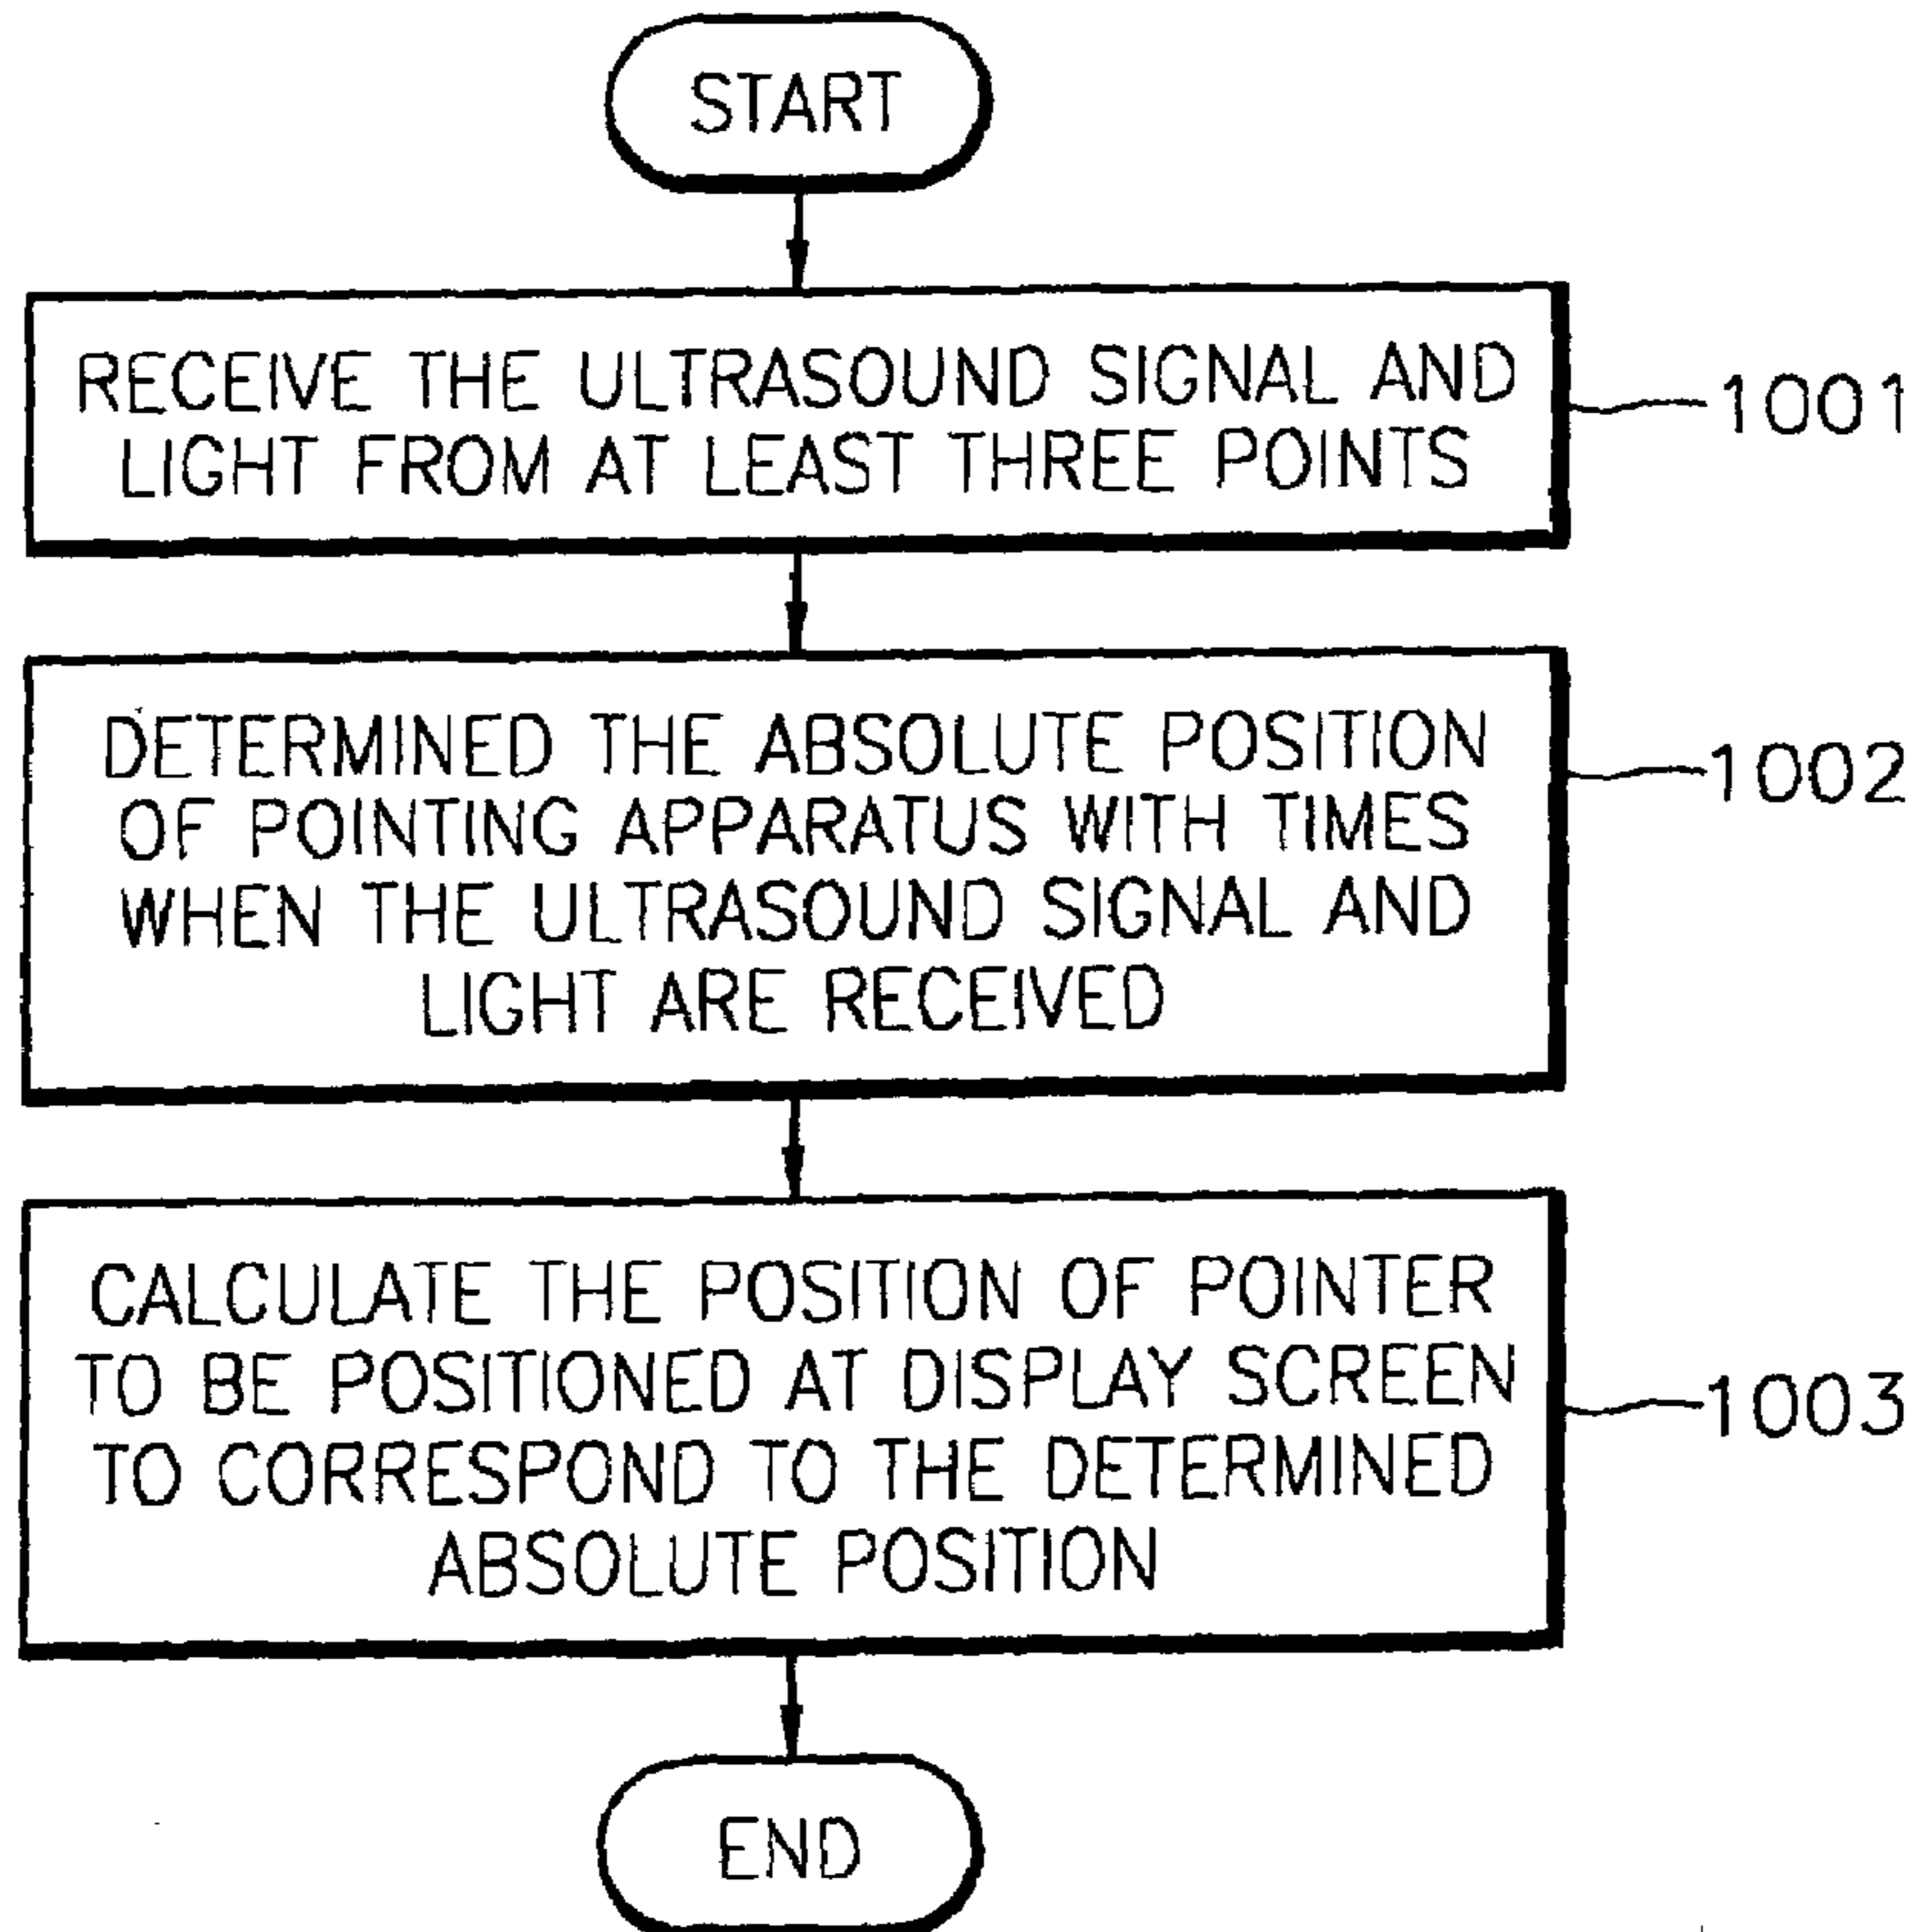 START
RECEIVE THE ULTRASOUND SIGNAL AND
LIGHT FROM AT LEAST THREE POINTS
1001
DETERMINED THE ABSOLUTE POSITION
OF POINTING APPARATUS WITH TIMES
WHEN THE ULTRASOUND SIGNAL AND
LIGHT ARE RECEIVED
1002
CALCULATE THE POSITION OF POINTER
TO BE POSITIONED AT DISPLAY SCREEN
TO CORRESPOND TO THE DETERMINED
ABSOLUTE POSITION
1003
END